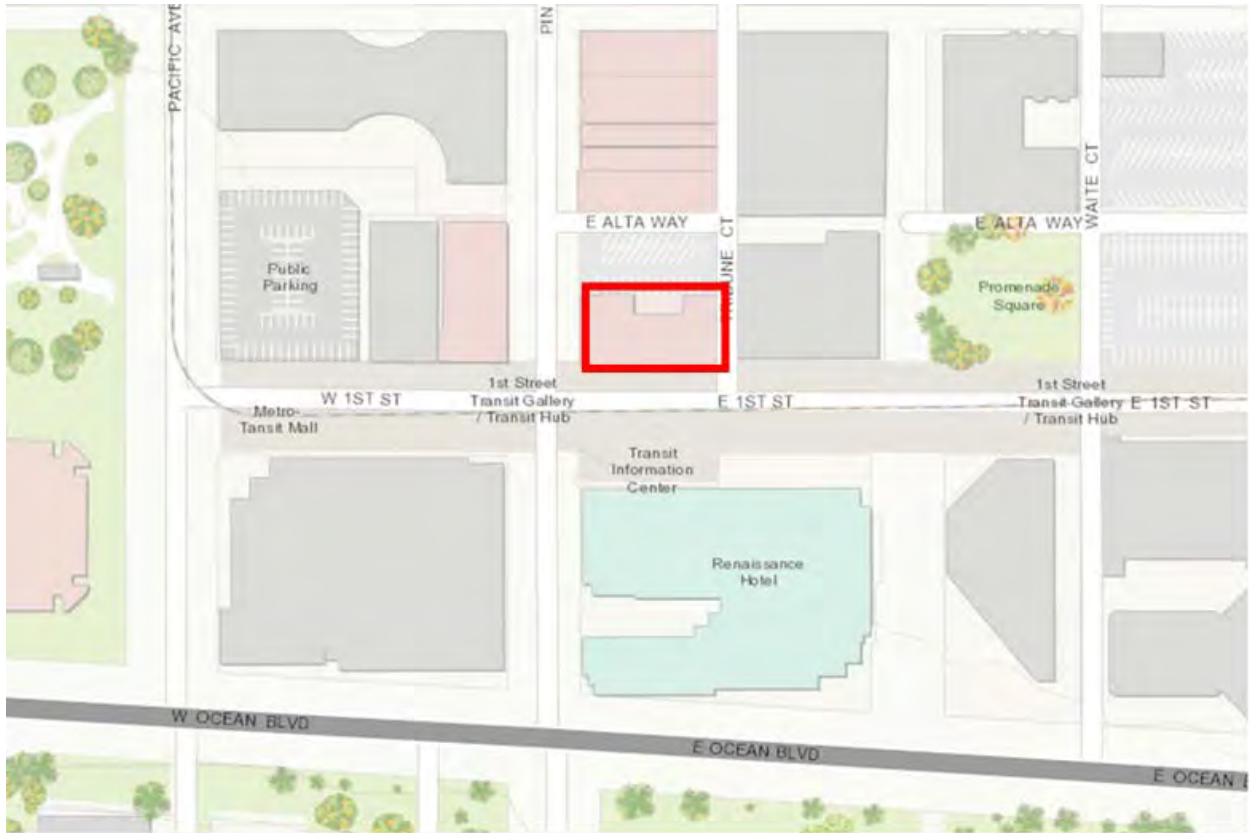 PACIFIC AVE
PIN
E ALTA WAY
TRIBUNE CT
E ALTA WAY
WAITE CT
Public
Parking
Promenade
Square
W 1ST ST
1st Street
Transit Gallery
/ Transit Hub
E 1ST ST
1st Street
Transit Gallery
/ Transit Hub
E 1ST ST
Metro-
Tansit Mall
Transit
Information
Center
Renaissance
Hotel
W OCEAN BLVD
E OCEAN BLVD
E OCEAN B